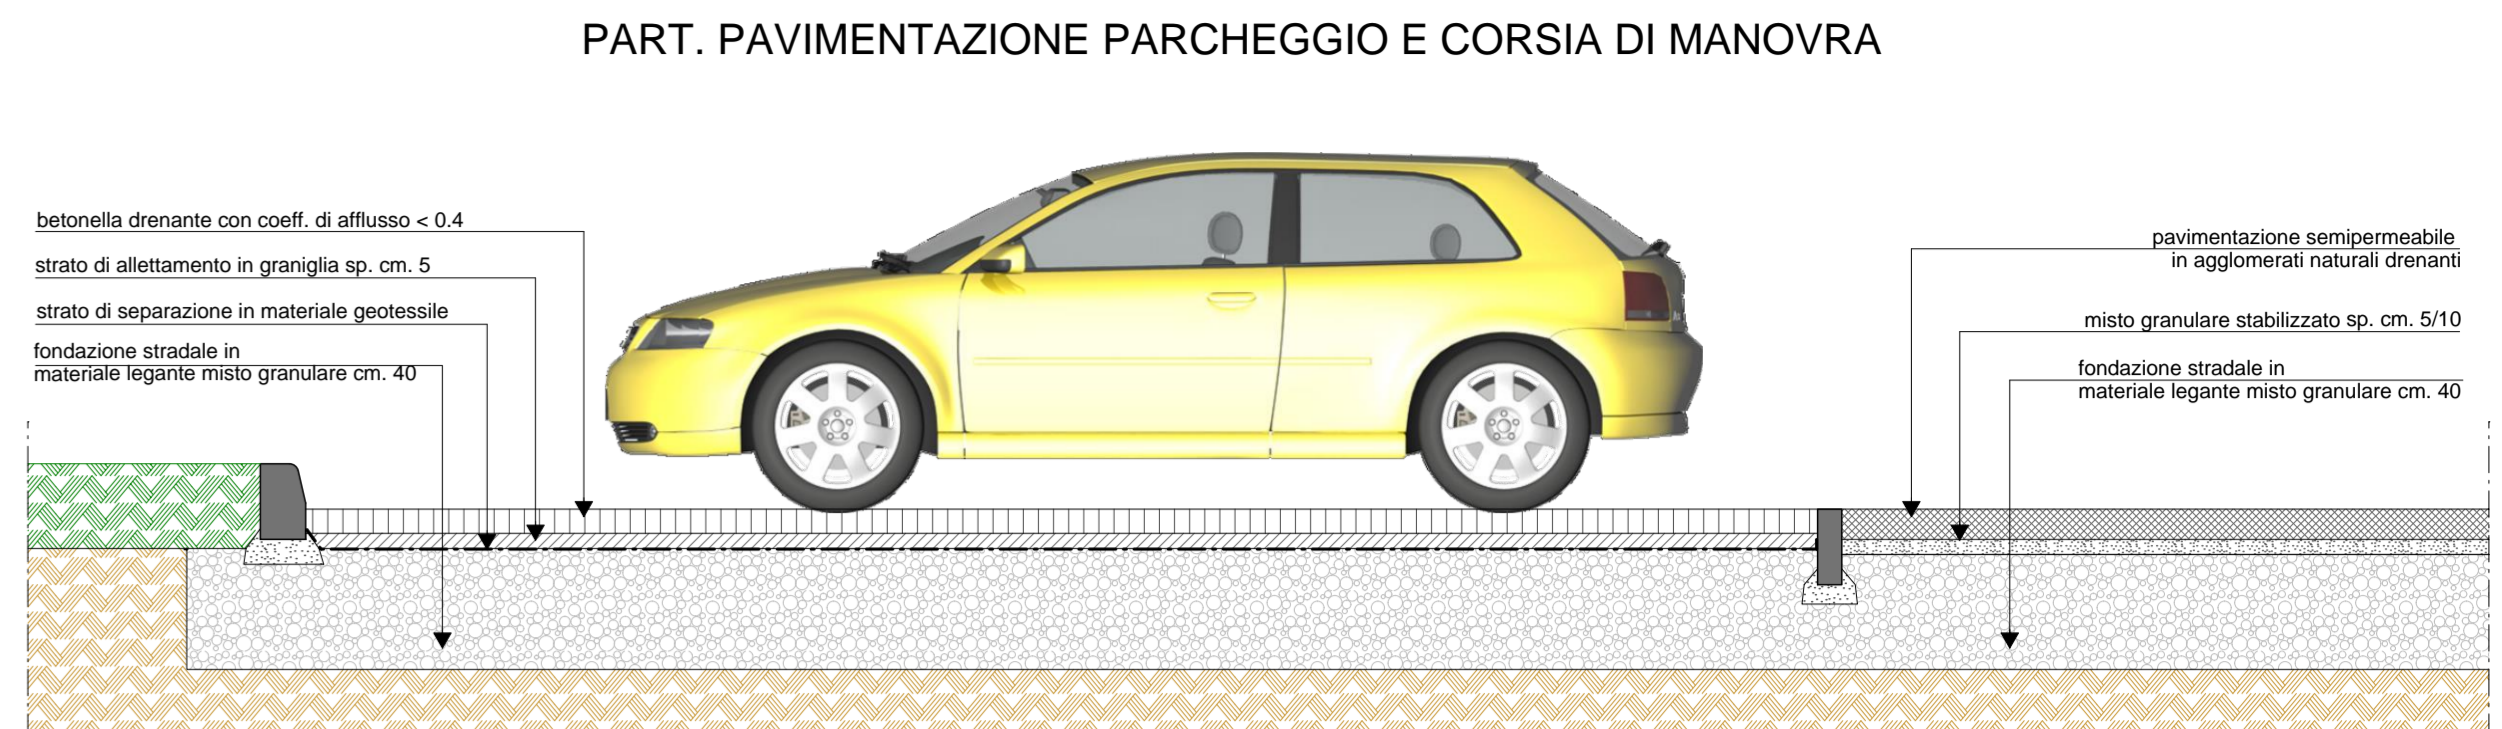 PART. PAVIMENTAZIONE PARCHEGGIO E CORSIA DI MANOVRA
betonella drenante con coeff. di afflusso < 0.4
strato di allettamento in graniglia sp. cm. 5
strato di separazione in materiale geotessile
fondazione stradale in
materiale legante misto granulare cm. 40
pavimentazione semipermeabile
in agglomerati naturali drenanti
misto granulare stabilizzato sp. cm. 5/10
fondazione stradale in
materiale legante misto granulare cm. 40